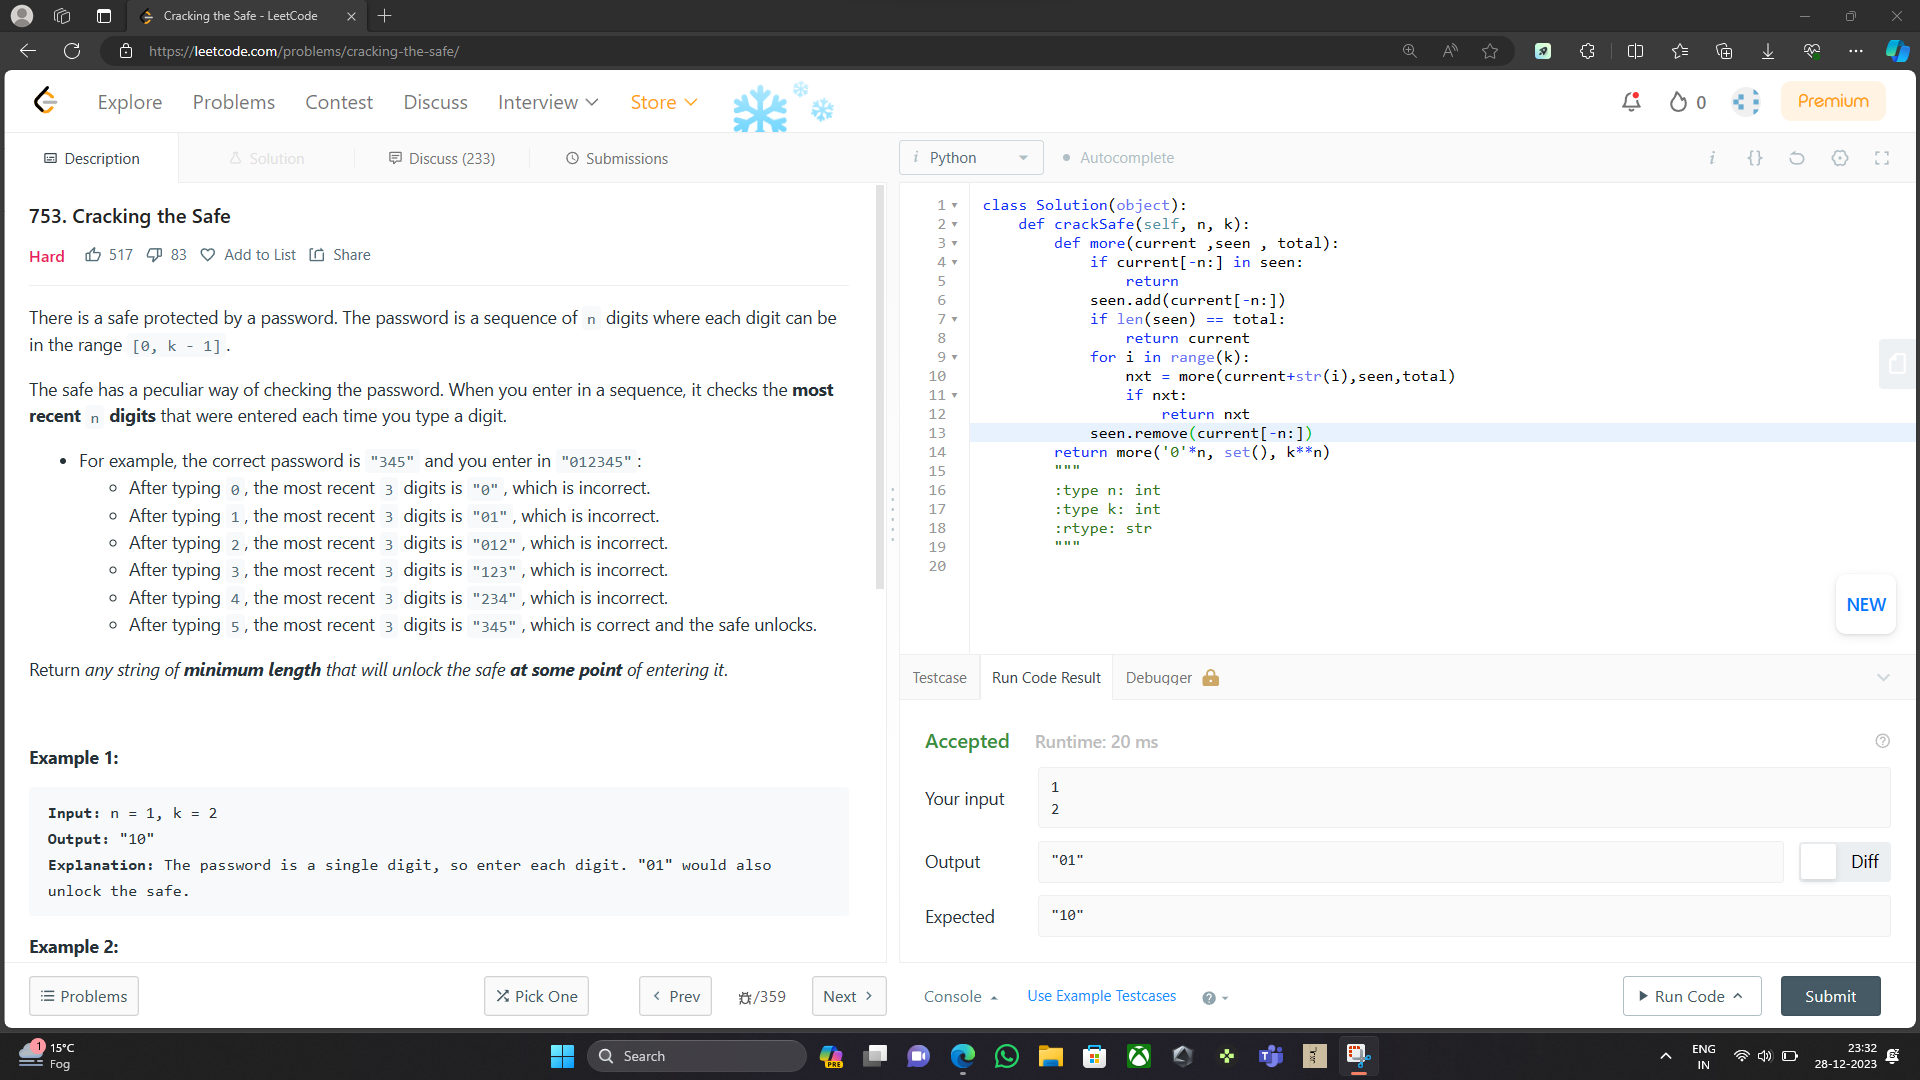 Cracking the Safe - LeetCode
https://leetcode.com/problems/cracking-the-safe/
Explore Problems Contest Discuss Interview Store 0 Premium
Description Solution Discuss (233) Submissions
753. Cracking the Safe
Hard 517 83 Add to List Share
There is a safe protected by a password. The password is a sequence of n digits where each digit can be
in the range [0, k - 1] .
The safe has a peculiar way of checking the password. When you enter in a sequence, it checks the most
recent n digits that were entered each time you type a digit.
• For example, the correct password is "345" and you enter in "012345" :
◦ After typing 0 , the most recent 3 digits is "0" , which is incorrect.
◦ After typing 1 , the most recent 3 digits is "01" , which is incorrect.
◦ After typing 2 , the most recent 3 digits is "012" , which is incorrect.
◦ After typing 3 , the most recent 3 digits is "123" , which is incorrect.
◦ After typing 4 , the most recent 3 digits is "234" , which is incorrect.
◦ After typing 5 , the most recent 3 digits is "345" , which is correct and the safe unlocks.
Return any string of minimum length that will unlock the safe at some point of entering it.
Example 1:
Input: n = 1, k = 2
Output: "10"
Explanation: The password is a single digit, so enter each digit. "01" would also
unlock the safe.
Example 2:
Problems Pick One Prev /359 Next
i Python Autocomplete i {}
1 class Solution(object):
2 def crackSafe(self, n, k):
3 def more(current ,seen , total):
4 if current[-n:] in seen:
5 return
6 seen.add(current[-n:])
7 if len(seen) == total:
8 return current
9 for i in range(k):
10 nxt = more(current+str(i),seen,total)
11 if nxt:
12 return nxt
13 seen.remove(current[-n:])
14 return more('0'*n, set(), k**n)
15 """
16 :type n: int
17 :type k: int
18 :rtype: str
19 """
20
NEW
Testcase Run Code Result Debugger
Accepted Runtime: 20 ms
Your input
1
2
Output "01" Diff
Expected "10"
Console Use Example Testcases Run Code Submit
1 15°C
Fog
Search
PRE
ENG
IN
23:32
28-12-2023